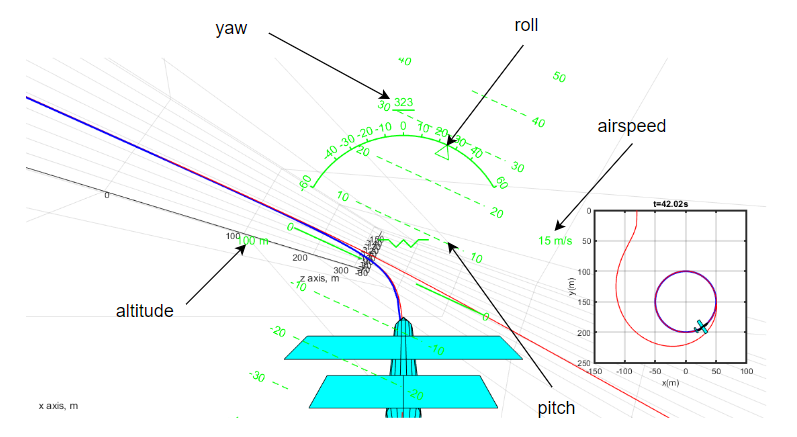 yaw
roll
40
50
323
30
40
airspeed
-60 -40 -30 -20 -10 0 10 20 30 40 60
20
30
10
20
t=42.02s
0
0
100
100 m
15 m/s
10
200
300
z axis, m
-10
0
altitude
-20
-10
-30
-20
0
50
100
150
200
250
y(m)
-150 -100 -50 0 50 100
x(m)
x axis, m
pitch